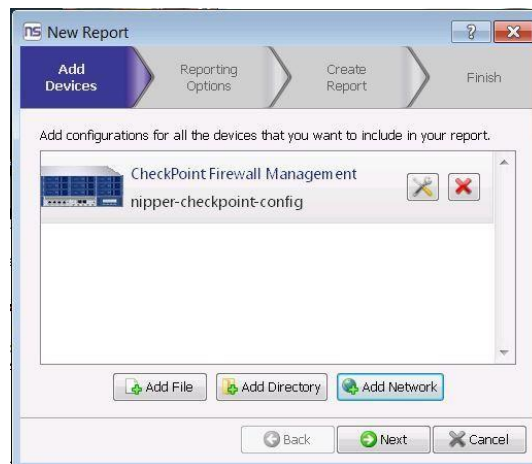 ns New Report ?
Add Devices
Reporting Options
Create Report
Finish
Add configurations for all the devices that you want to include in your report.
CheckPoint Firewall Management
nipper-checkpoint-config
Add File Add Directory Add Network
Back Next Cancel